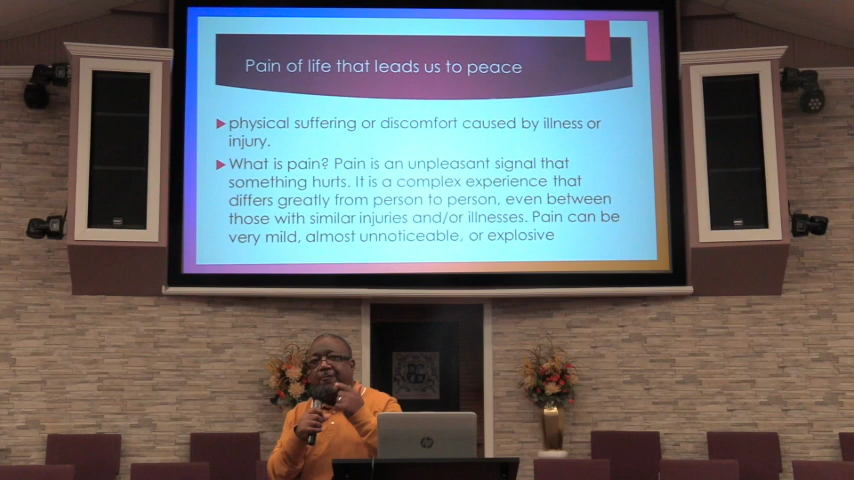 Pain of life that leads us to peace
physical suffering or discomfort caused by illness or
injury.
What is pain? Pain is an unpleasant signal that
something hurts. It is a complex experience that
differs greatly from person to person, even between
those with similar injuries and/or illnesses. Pain can be
very mild, almost unnoticeable, or explosive
hp